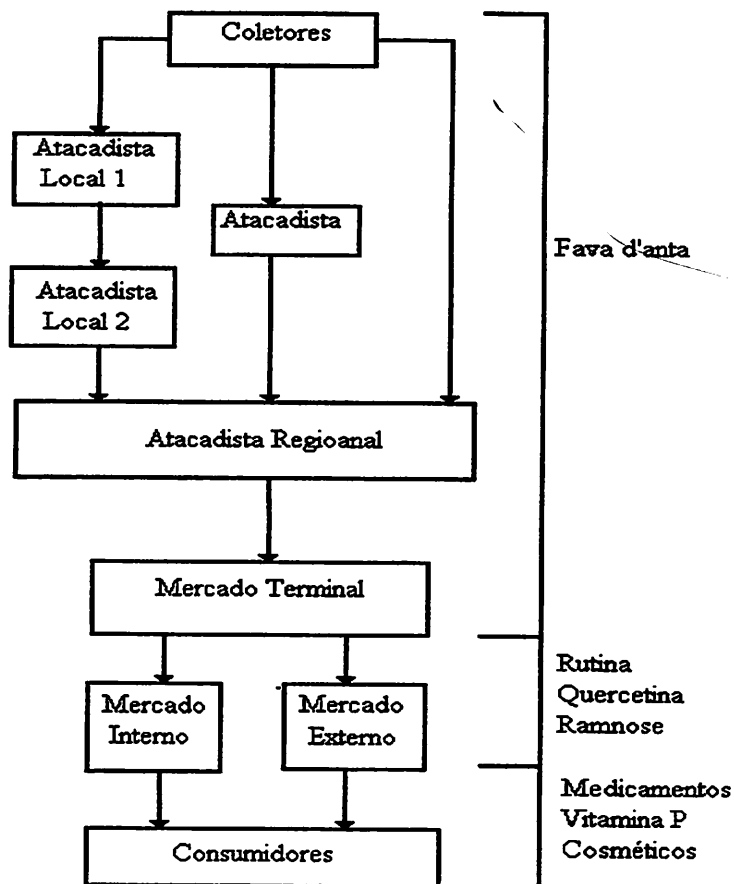 Coletores
Atacadista
Local 1
Atacadista
Fava d'anta
Atacadista
Local 2
Atacadista Regioanal
Mercado Terminal
Rutina
Quercetina
Ramnose
Mercado
Interno
Mercado
Externo
Medicamentos
Vitamina P
Cosméticos
Consumidores